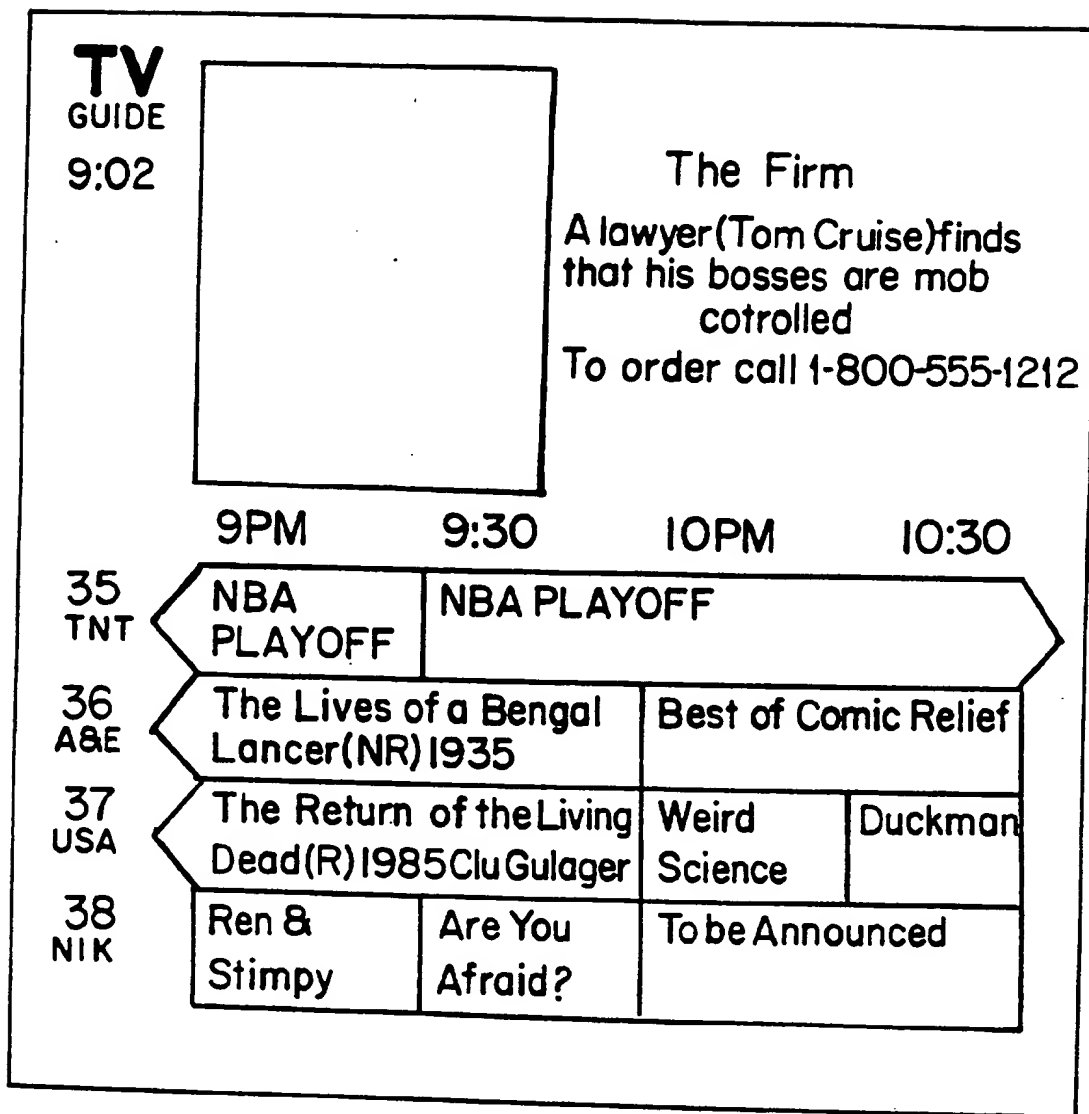 TV
GUIDE
9:02
The Firm
A lawyer(Tom Cruise)finds
that his bosses are mob
cotrolled
To order call 1-800-555-1212
9PM 9:30 10PM 10:30
35
TNT
NBA
PLAYOFF
NBA PLAYOFF
36
A&E
The Lives of a Bengal
Lancer(NR)1935
Best of Comic Relief
37
USA
The Return of the Living
Dead(R)1985 Clu Gulager
Weird
Science
Duckman
38
NIK
Ren &
Stimpy
Are You
Afraid?
To be Announced